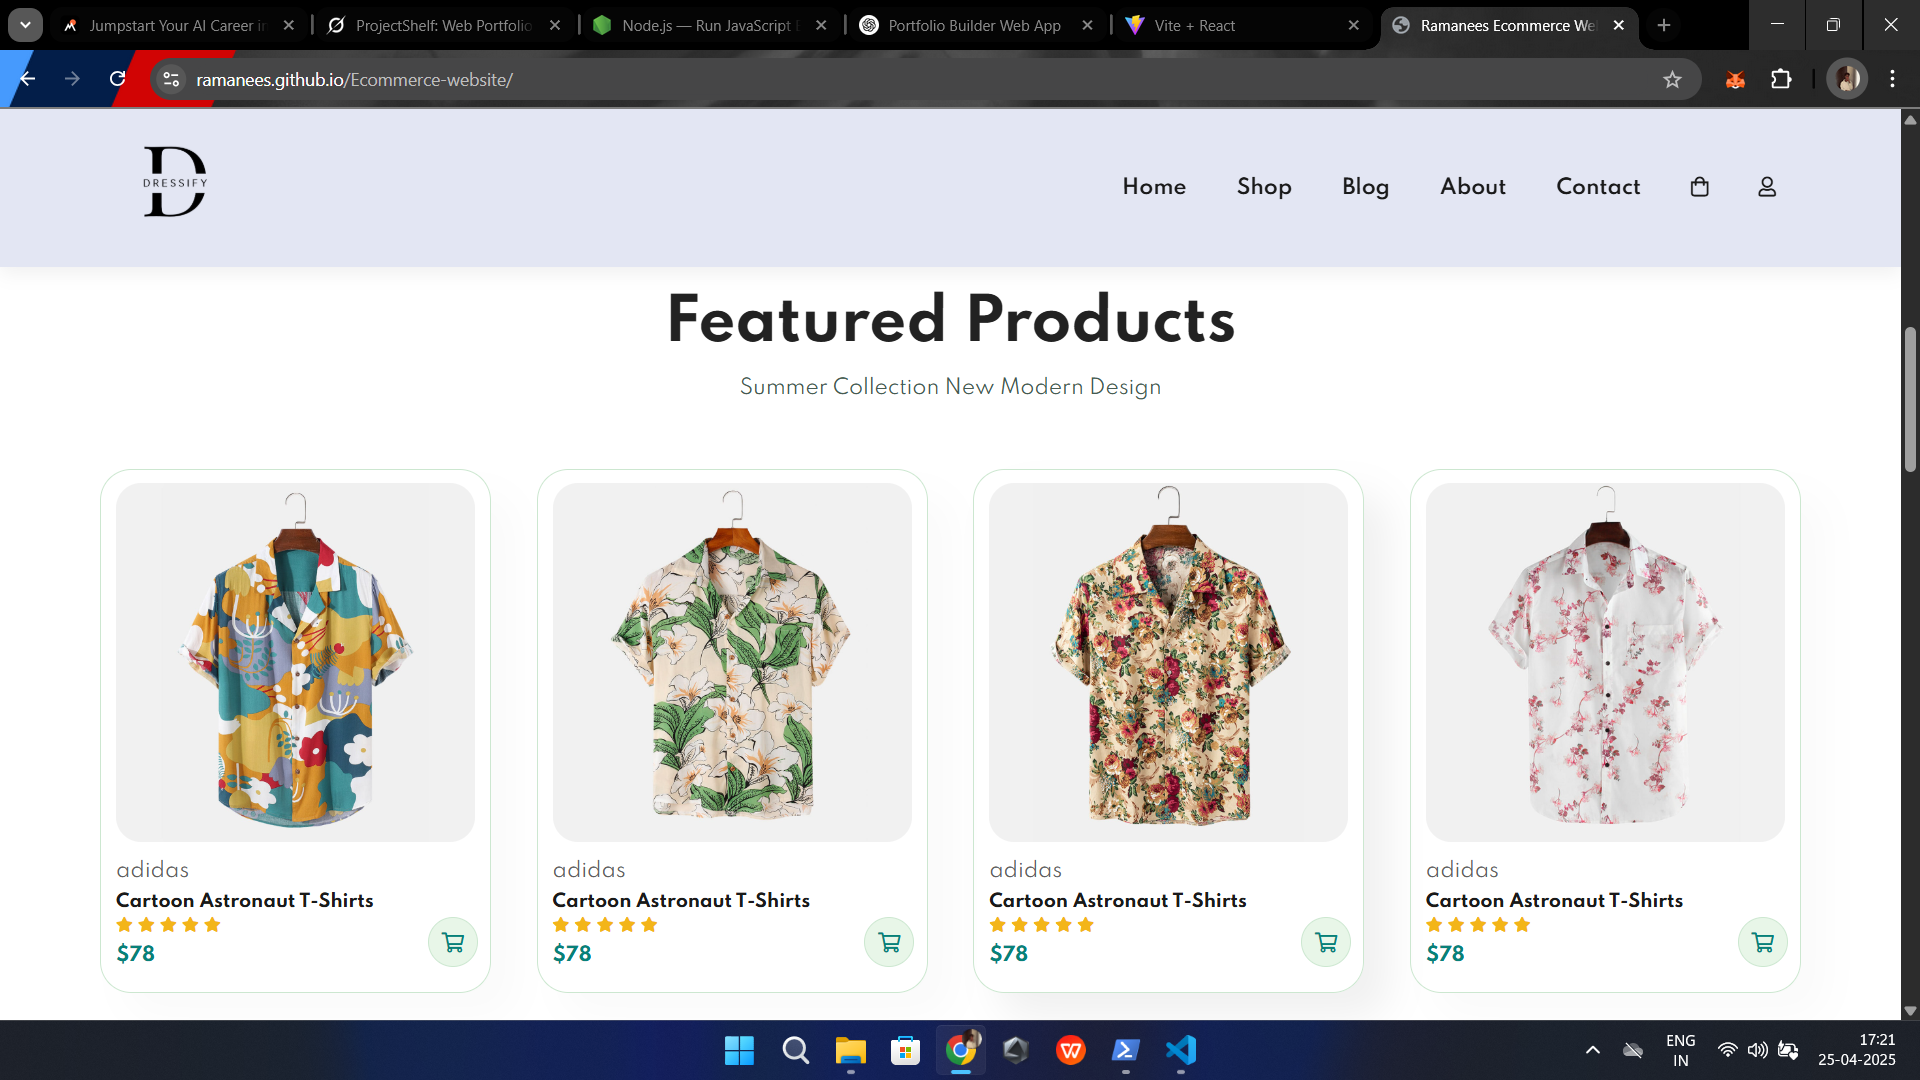 Jumpstart Your AI Career in
ProjectShelf: Web Portfolio
Node.js — Run JavaScript E
Portfolio Builder Web App
Vite + React
Ramanees Ecommerce We
ramanees.github.io/Ecommerce-website/
DRESSIFY
Home Shop Blog About Contact
Featured Products
Summer Collection New Modern Design
adidas adidas adidas adidas
Cartoon Astronaut T-Shirts Cartoon Astronaut T-Shirts Cartoon Astronaut T-Shirts Cartoon Astronaut T-Shirts
$78 $78 $78 $78
ENG
IN
17:21
25-04-2025